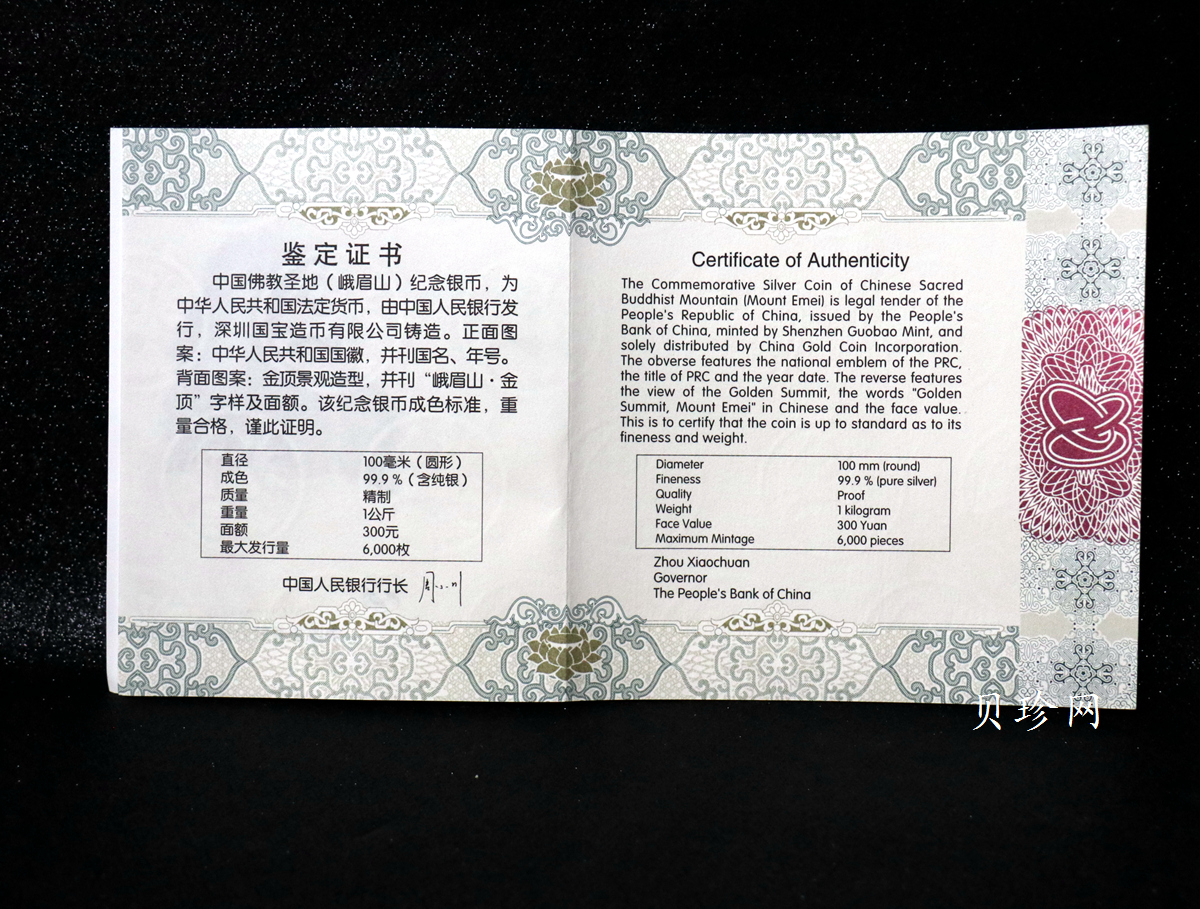 鉴定证书
中国佛教圣地（峨眉山）纪念银币，为
中华人民共和国法定货币，由中国人民银行发
行，深圳国宝造币有限公司铸造。正面图
案：中华人民共和国国徽，并刊国名、年号。
背面图案：金顶景观造型，并刊“峨眉山·金
顶”字样及面额。该纪念银币成色标准，重
量合格，谨此证明。
直径 100毫米（圆形）
成色 99.9％（含纯银）
质量 精制
重量 1公斤
面额 300元
最大发行量 6,000枚
中国人民银行行长
Certificate of Authenticity
The Commemorative Silver Coin of Chinese Sacred
Buddhist Mountain (Mount Emei) is legal tender of the
People's Republic of China, issued by the People's
Bank of China, minted by Shenzhen Guobao Mint, and
solely distributed by China Gold Coin Incorporation.
The obverse features the national emblem of the PRC,
the title of PRC and the year date. The reverse features
the view of the Golden Summit, the words "Golden
Summit, Mount Emei" in Chinese and the face value.
This is to certify that the coin is up to standard as to its
fineness and weight.
Diameter 100 mm (round)
Fineness 99.9 % (pure silver)
Quality Proof
Weight 1 kilogram
Face Value 300 Yuan
Maximum Mintage 6,000 pieces
Zhou Xiaochuan
Governor
The People's Bank of China
贝珍网